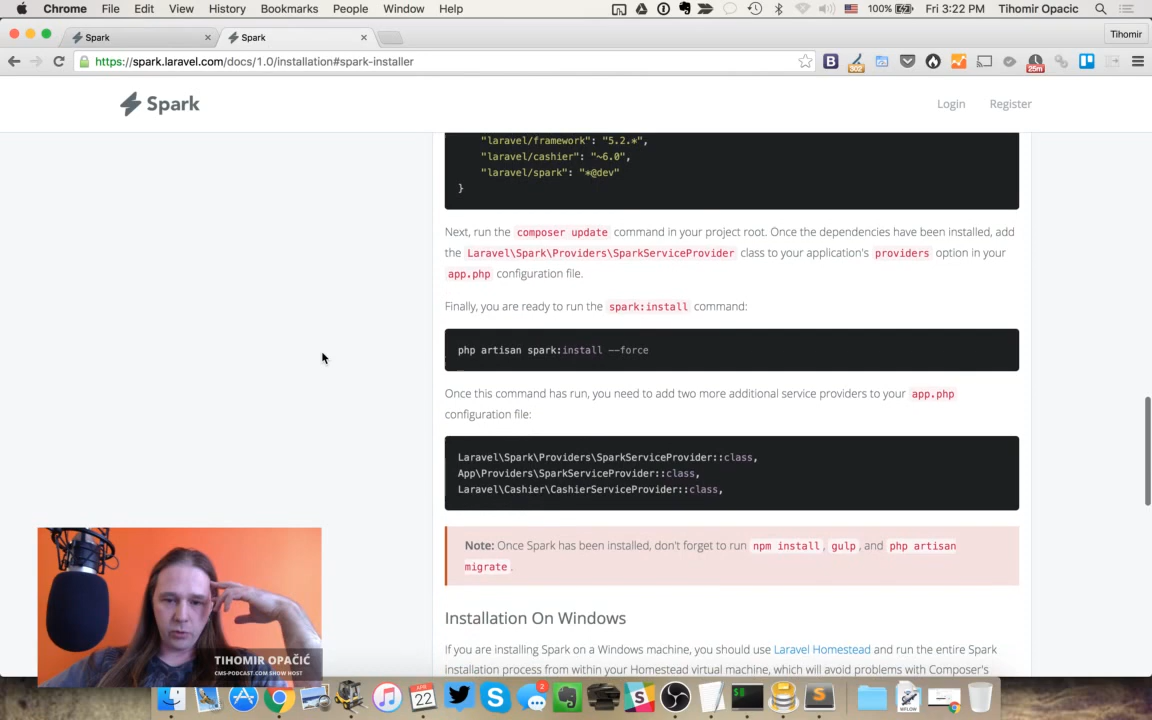 Chrome File Edit View History Bookmarks People Window Help 100% Fri 3:22 PM Tihomir Opacic
Spark × Spark × Tihomir
https://spark.laravel.com/docs/1.0/installation#spark-installer
Spark Login Register
"laravel/framework": "5.2.*",
"laravel/cashier": "~6.0",
"laravel/spark": "*@dev"
}
Next, run the composer update command in your project root. Once the dependencies have been installed, add
the Laravel\Spark\Providers\SparkServiceProvider class to your application's providers option in your
app.php configuration file.
Finally, you are ready to run the spark:install command:
php artisan spark:install --force
Once this command has run, you need to add two more additional service providers to your app.php
configuration file:
Laravel\Spark\Providers\SparkServiceProvider::class,
App\Providers\SparkServiceProvider::class,
Laravel\Cashier\CashierServiceProvider::class,
Note: Once Spark has been installed, don't forget to run npm install, gulp, and php artisan
migrate.
Installation On Windows
If you are installing Spark on a Windows machine, you should use Laravel Homestead and run the entire Spark
installation process from within your Homestead virtual machine, which will avoid problems with Composer's
TIHOMIR OPAČIĆ
CMS-PODCAST.COM SHOW HOST
22
2